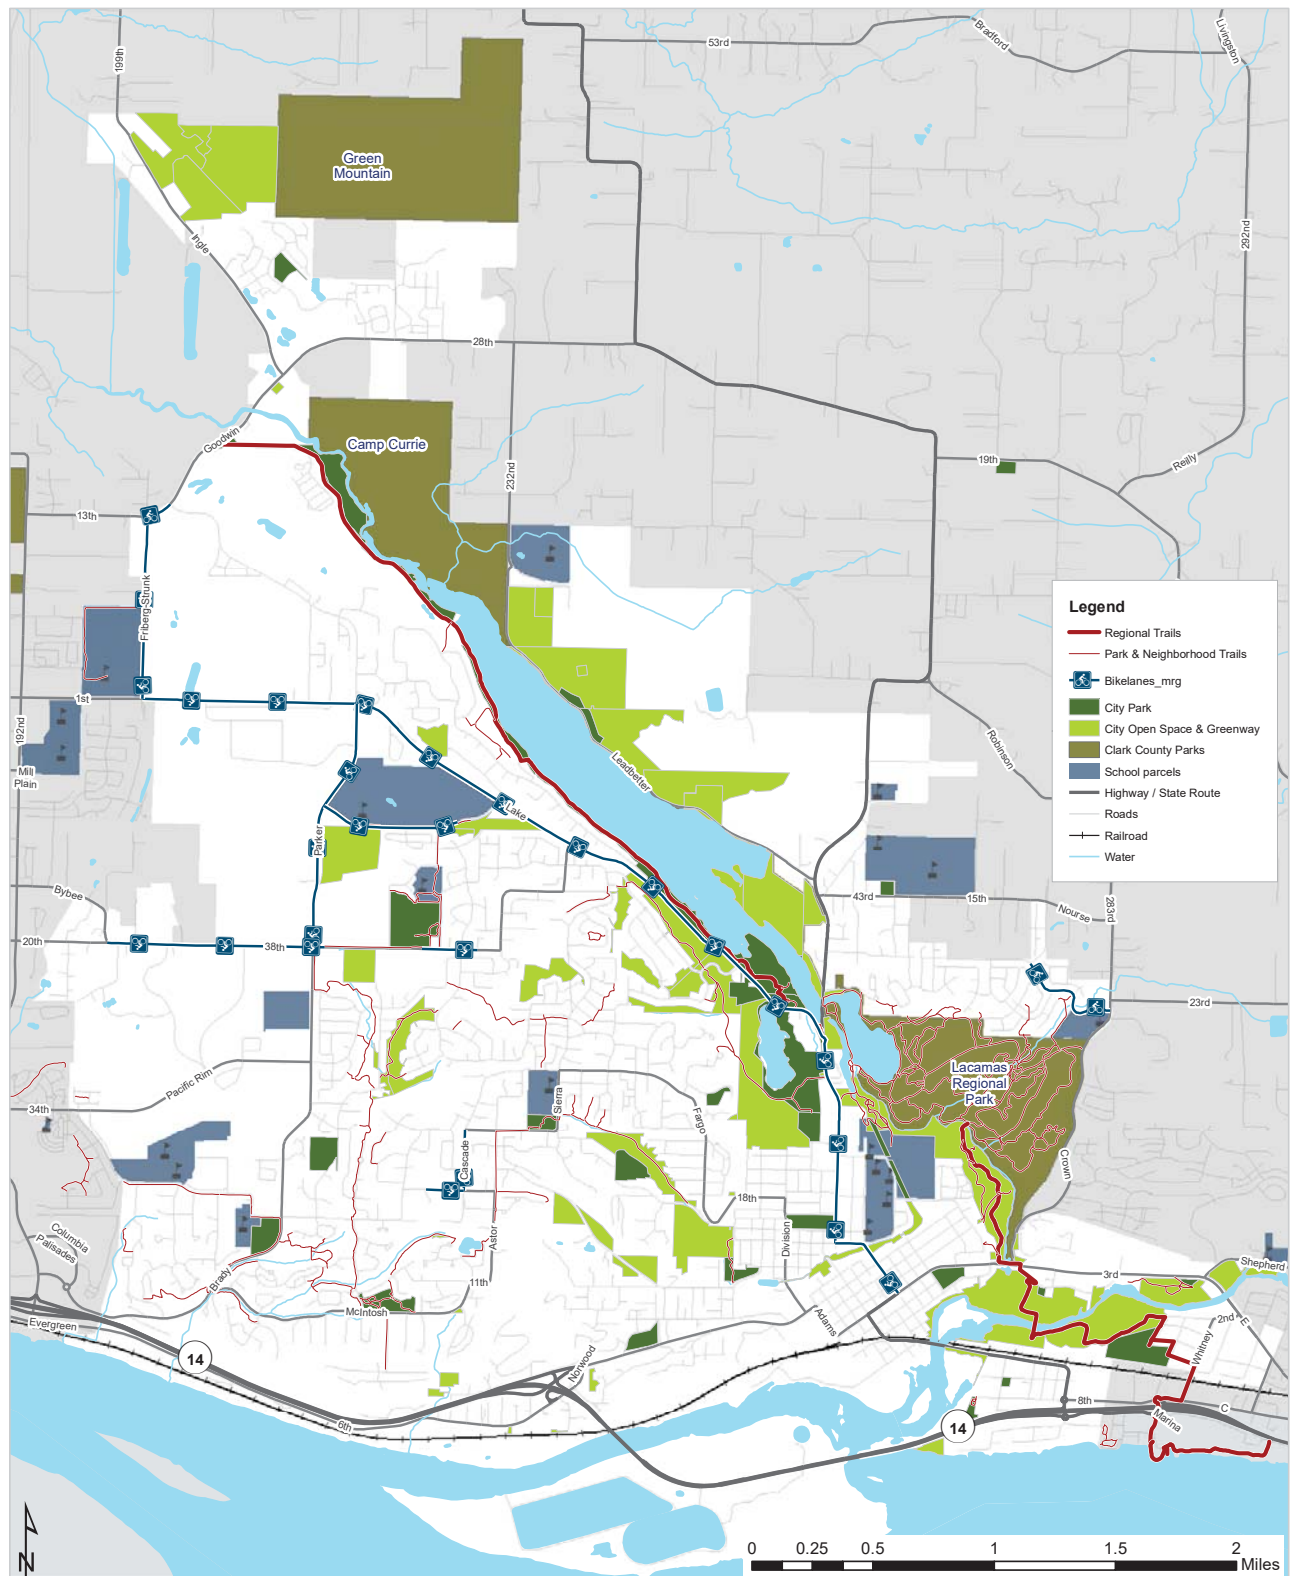 199th
53rd
Bradford
Livingston
Green
Mountain
Ingle
292nd
28th
Goodwin
Camp Currie
232nd
19th
Reilly
13th
Friberg-Strunk
Legend
Regional Trails
Park & Neighborhood Trails
Bikelanes_mrg
City Park
City Open Space & Greenway
Clark County Parks
School parcels
Highway / State Route
Roads
Railroad
Water
1st
192nd
Mill
Plain
Robinson
Leadbetter
Lake
Parker
Bybee
43rd
15th
Nourse
283rd
20th
38th
23rd
Pacific Rim
34th
Lacamas
Regional
Park
Sierra
Fargo
Cascade
Crown
18th
Columbia
Palisades
Astor
Division
Brady
11th
McIntosh
3rd
Shepherd
Evergreen
Adams
2nd
E
Whitney
14
Norwood
6th
8th
C
14
Marina
N
0 0.25 0.5 1 1.5 2
Miles